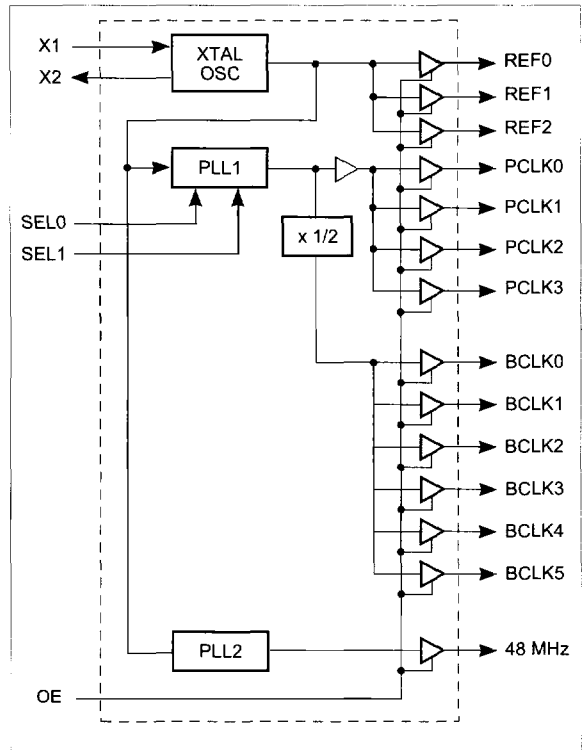 X1
X2
XTAL
OSC
REF0
REF1
REF2
PLL1
PCLK0
PCLK1
PCLK2
PCLK3
SEL0
SEL1
x 1/2
BCLK0
BCLK1
BCLK2
BCLK3
BCLK4
BCLK5
PLL2
48 MHz
OE